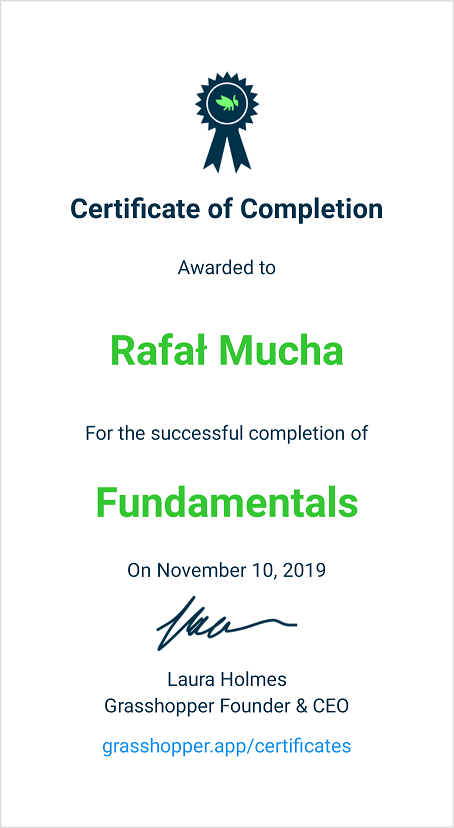 Certificate of Completion
Awarded to
Rafał Mucha
For the successful completion of
Fundamentals
On November 10, 2019
Laura Holmes
Grasshopper Founder & CEO
grasshopper.app/certificates